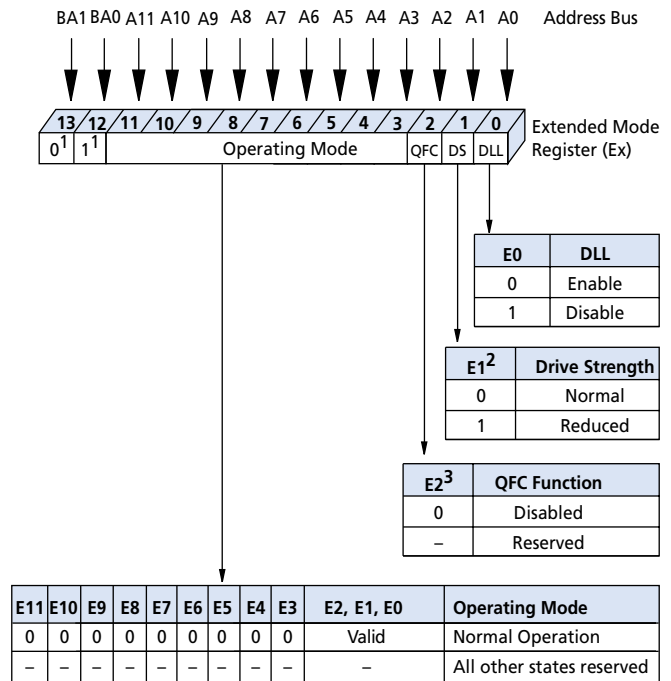 BA1 BA0 A11 A10 A9 A8 A7 A6 A5 A4 A3 A2 A1 A0 Address Bus
13 12 11 10 9 8 7 6 5 4 3 2 1 0
Extended Mode
Register (Ex)
0¹ 1¹ Operating Mode QFC DS DLL
E0 DLL
0 Enable
1 Disable
E1² Drive Strength
0 Normal
1 Reduced
E2³ QFC Function
0 Disabled
– Reserved
E11 E10 E9 E8 E7 E6 E5 E4 E3 E2, E1, E0 Operating Mode
0 0 0 0 0 0 0 0 0 Valid Normal Operation
– – – – – – – – – – All other states reserved